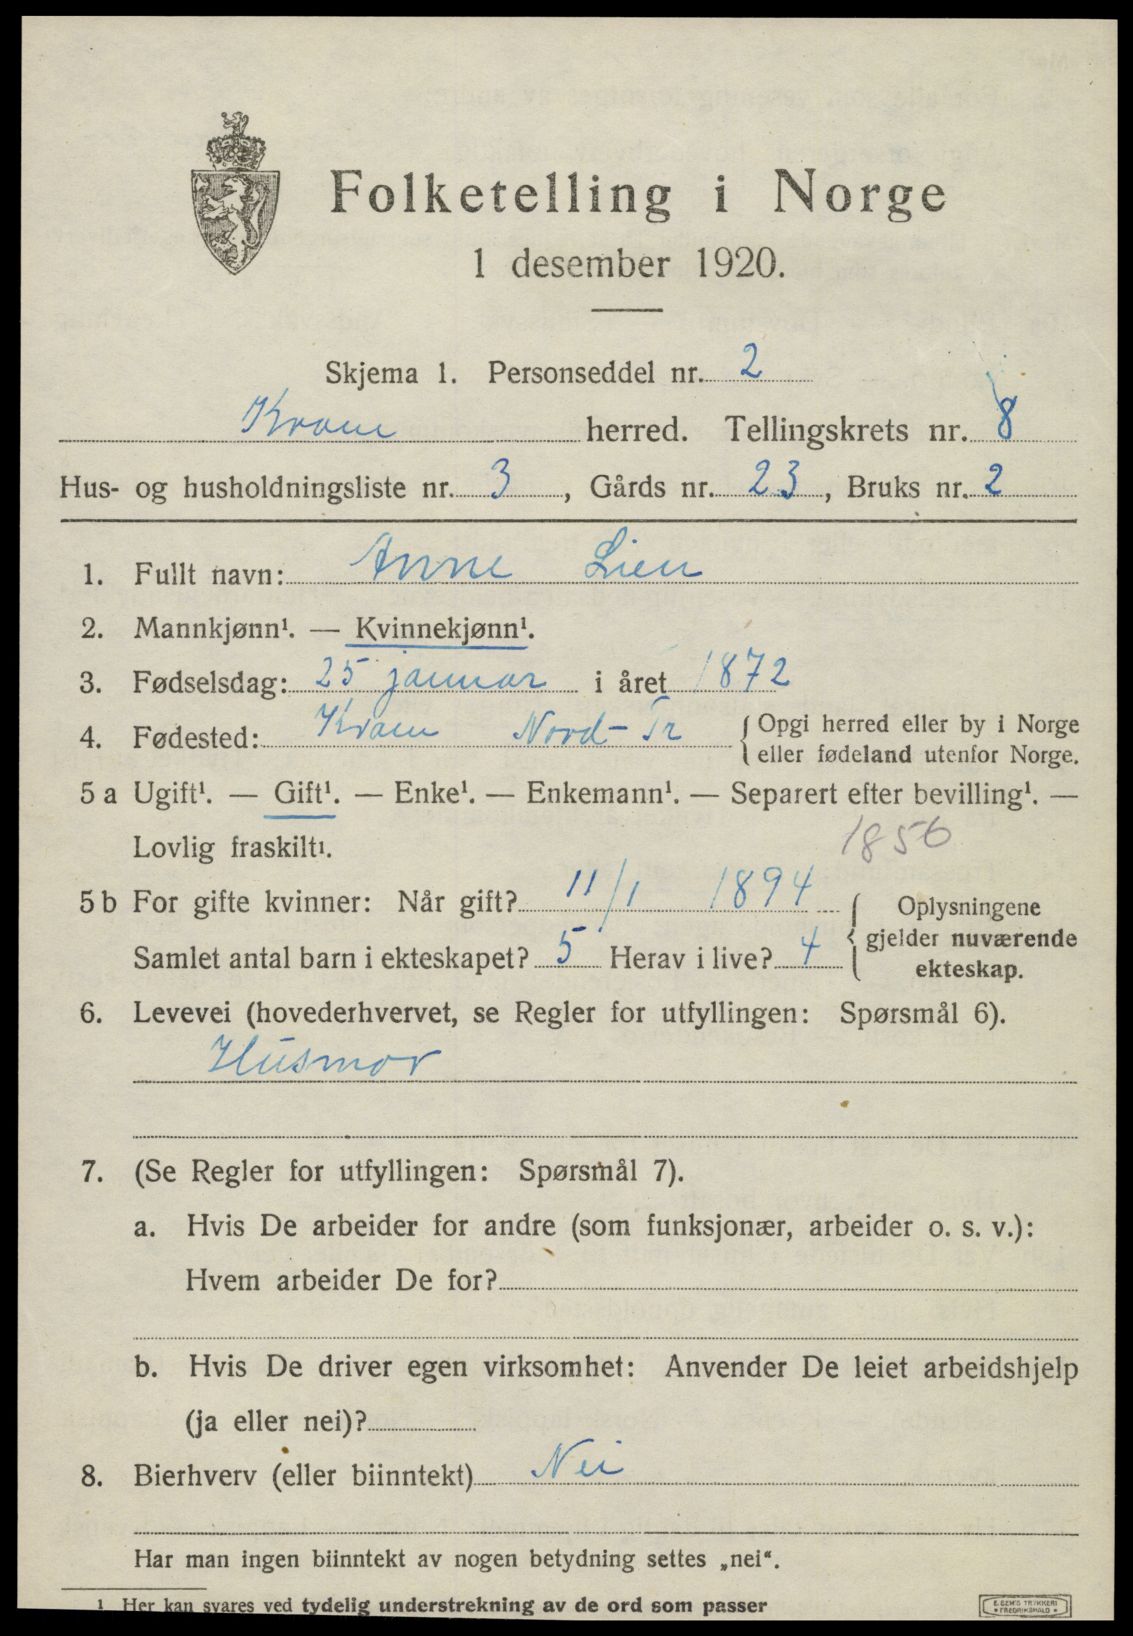 Folketelling i Norge
1 desember 1920.
Skjema 1. Personseddel nr. 2
Kvam herred. Tellingskrets nr. 8
Hus- og husholdningsliste nr. 3, Gårds nr. 23, Bruks nr. 2
1. Fullt navn: Anne Lien
2. Mannkjønn¹. — Kvinnekjønn¹.
3. Fødselsdag: 25 januar i året 1872
4. Fødested: Kvam Nord-Tr { Opgi herred eller by i Norge
eller fødeland utenfor Norge.
5 a Ugift¹. — Gift¹. — Enke¹. — Enkemann¹. — Separert efter bevilling¹. —
Lovlig fraskilt¹.
1856
5 b For gifte kvinner: Når gift? 11/1 1894
Samlet antal barn i ekteskapet? 5 Herav i live? 4
{ Oplysningene
gjelder nuværende
ekteskap.
6. Levevei (hovederhvervet, se Regler for utfyllingen: Spørsmål 6).
Husmor
7. (Se Regler for utfyllingen: Spørsmål 7).
a. Hvis De arbeider for andre (som funksjonær, arbeider o. s. v.):
Hvem arbeider De for?
b. Hvis De driver egen virksomhet: Anvender De leiet arbeidshjelp
(ja eller nei)?
8. Bierhverv (eller biinntekt) Nei
Har man ingen biinntekt av nogen betydning settes „nei“.
1 Her kan svares ved tydelig understrekning av de ord som passer
E. SEM'S TRYKKERI
FREDRIKSHALD